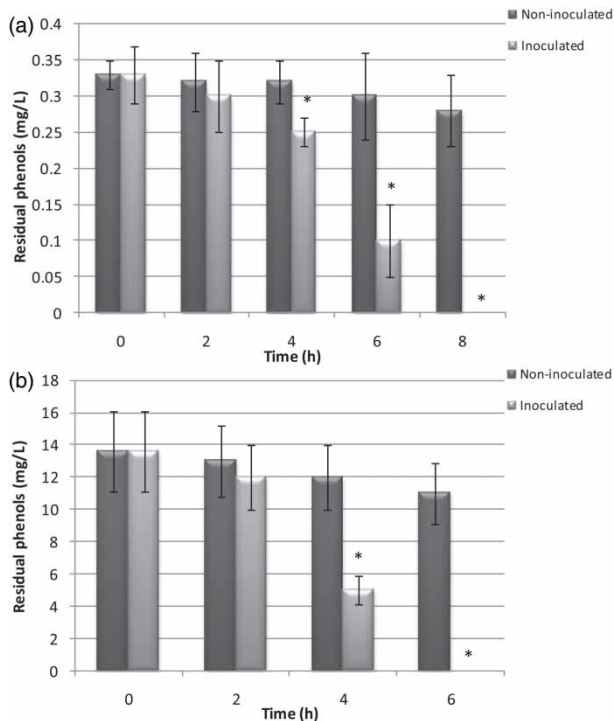 (a)
Non-inoculated
Inoculated
Residual phenols (mg/L)
0.4
0.35
0.3
0.25
0.2
0.15
0.1
0.05
0
*
*
*
0 2 4 6 8
Time (h)
(b)
Non-inoculated
Inoculated
Residual phenols (mg/L)
18
16
14
12
10
8
6
4
2
0
*
*
0 2 4 6
Time (h)